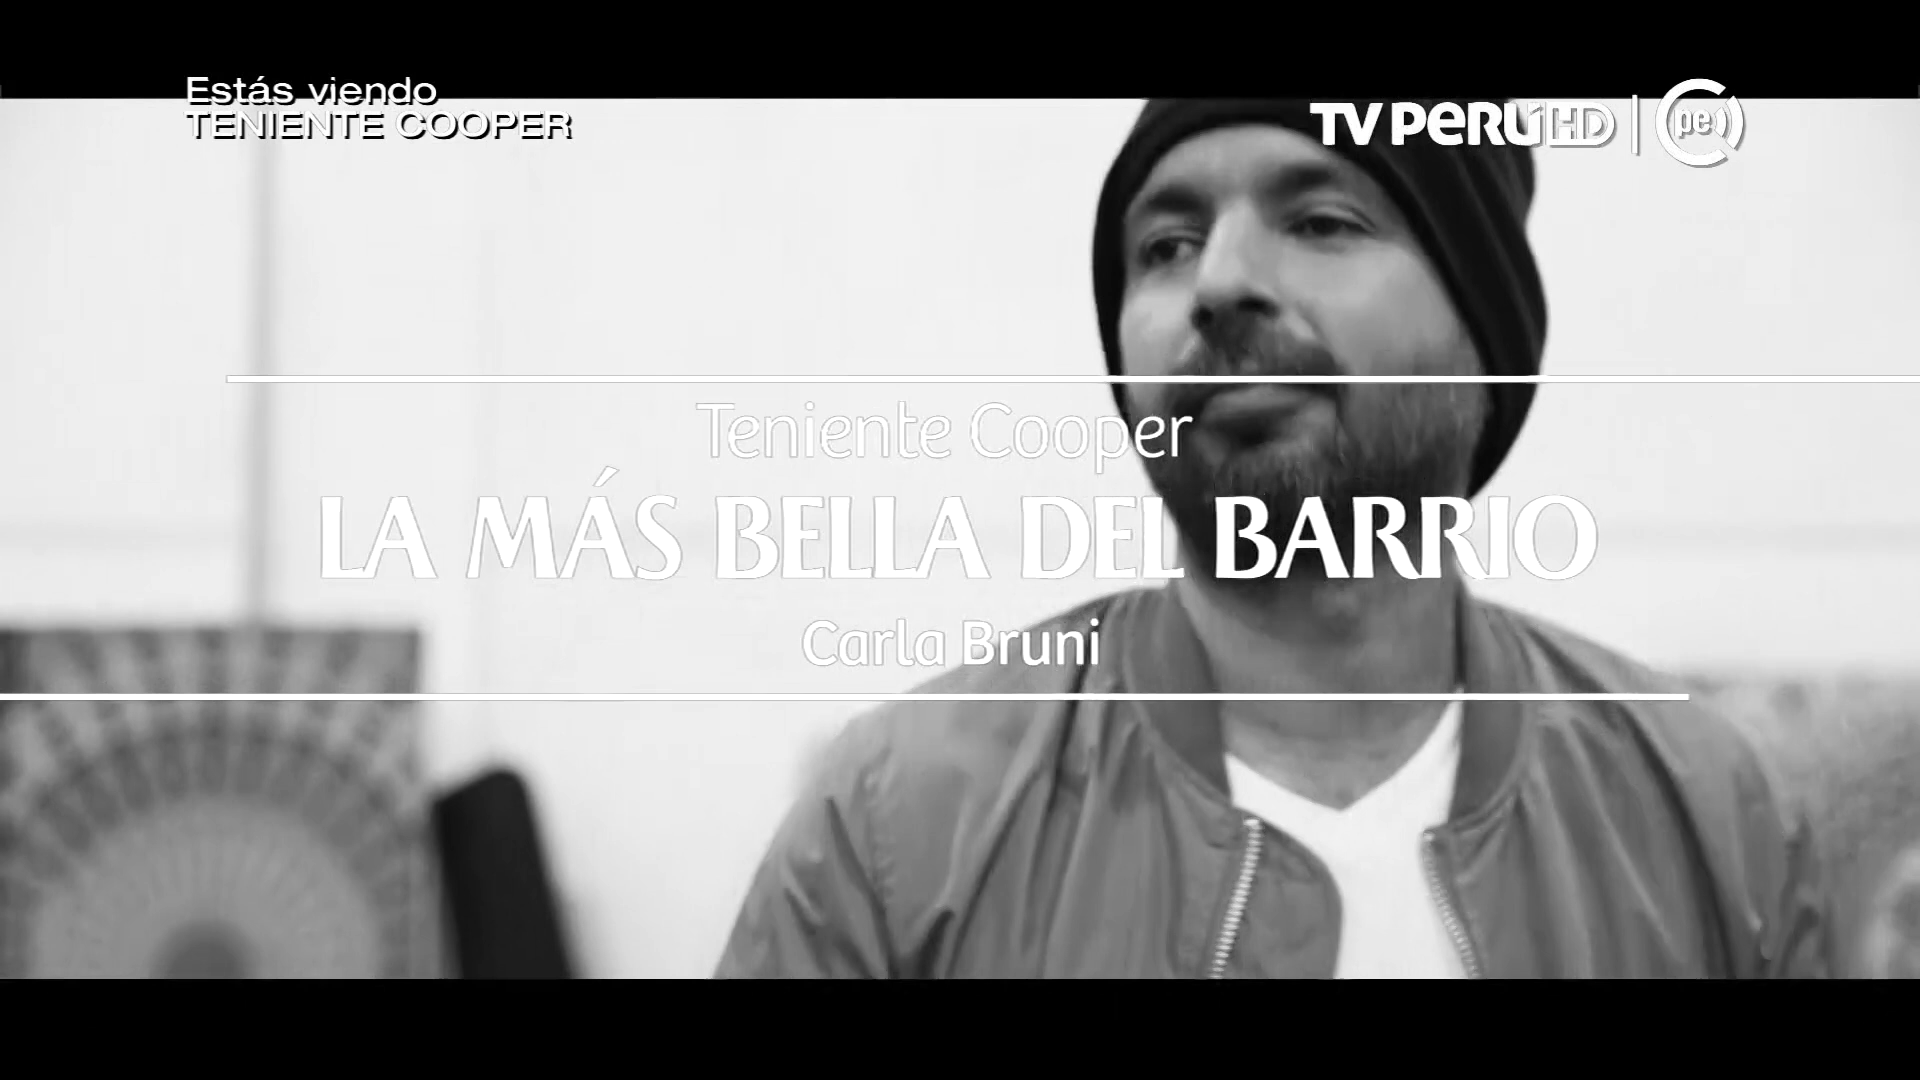 Estás viendo
TENIENTE COOPER
TV PERÚ HD | pe
Teniente Cooper
LA MÁS BELLA DEL BARRIO
Carla Bruni